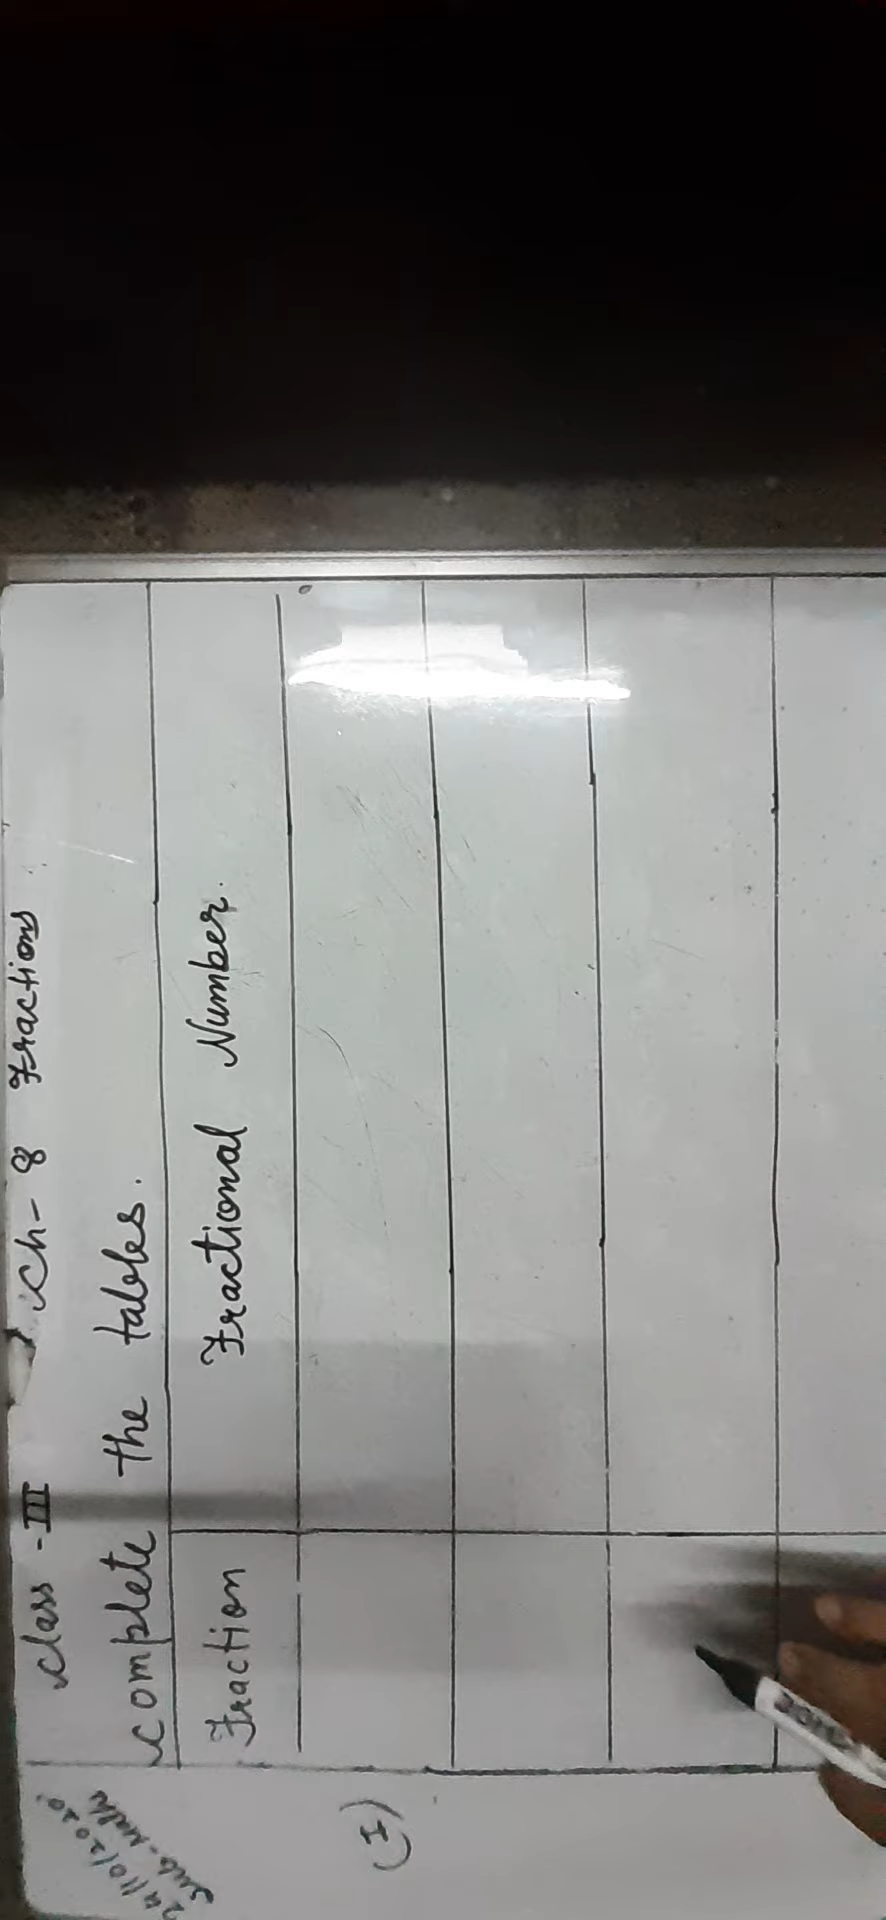 24/10/2020
Sub-Math
Class - III Ch- 8 Fractions
Complete the tables.
Fraction Fractional Number.
(I)